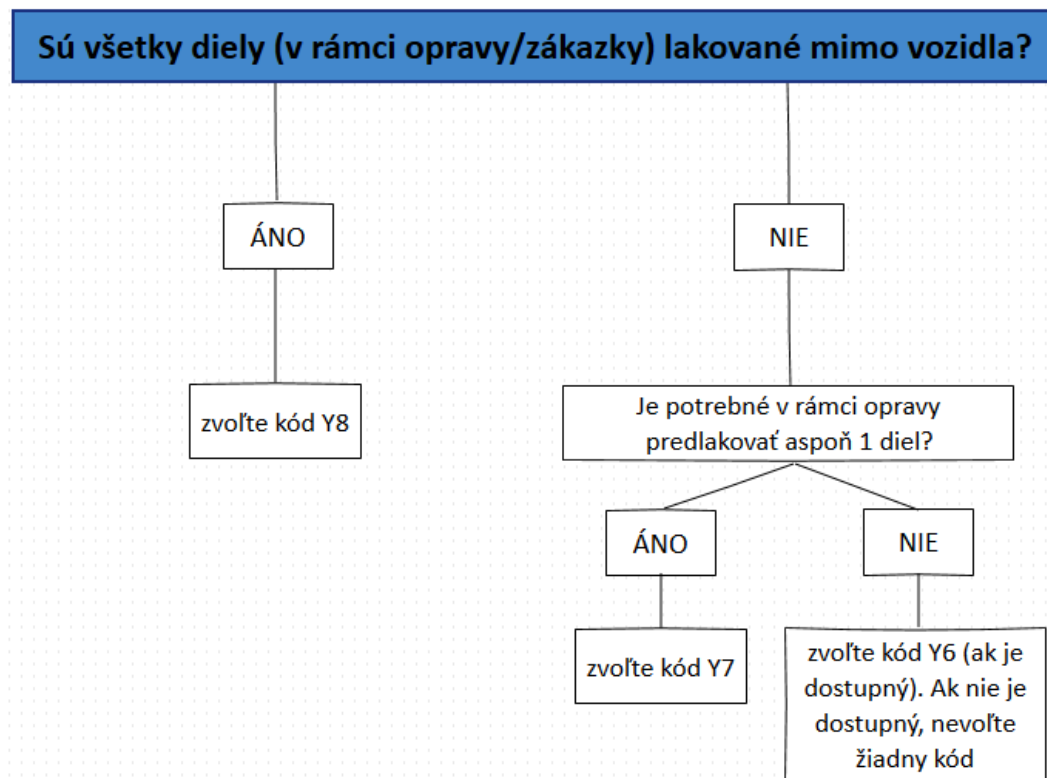 Sú všetky diely (v rámci opravy/zákazky) lakované mimo vozidla?
ÁNO
NIE
zvoľte kód Y8
Je potrebné v rámci opravy
predlakovať aspoň 1 diel?
ÁNO
NIE
zvoľte kód Y7
zvoľte kód Y6 (ak je
dostupný). Ak nie je
dostupný, nevoľte
žiadny kód